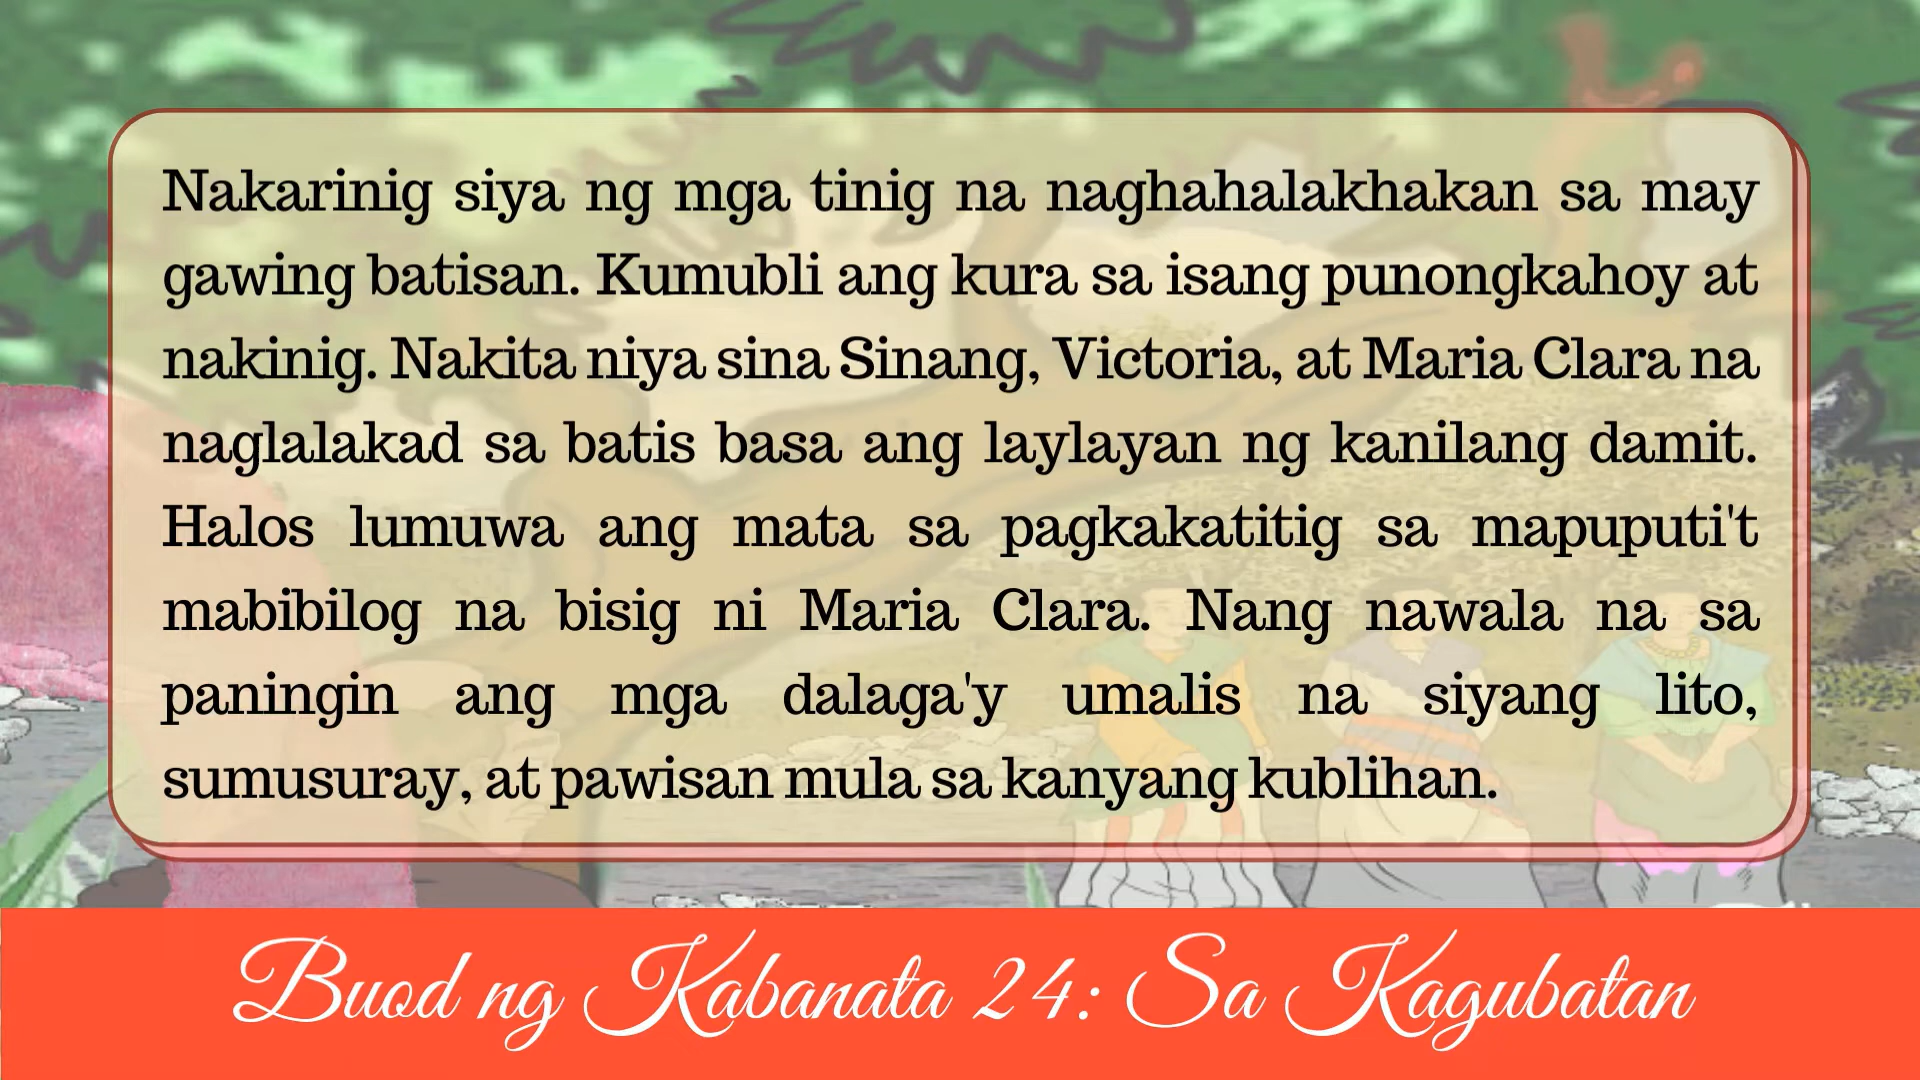 Nakarinig siya ng mga tinig na naghahalakhakan sa may
gawing batisan. Kumubli ang kura sa isang punongkahoy at
nakinig. Nakita niya sina Sinang, Victoria, at Maria Clara na
naglalakad sa batis basa ang laylayan ng kanilang damit.
Halos lumuwa ang mata sa pagkakatitig sa mapuputi't
mabibilog na bisig ni Maria Clara. Nang nawala na sa
paningin ang mga dalaga'y umalis na siyang lito,
sumusuray, at pawisan mula sa kanyang kublihan.
Buod ng Kabanata 24: Sa Kagubatan